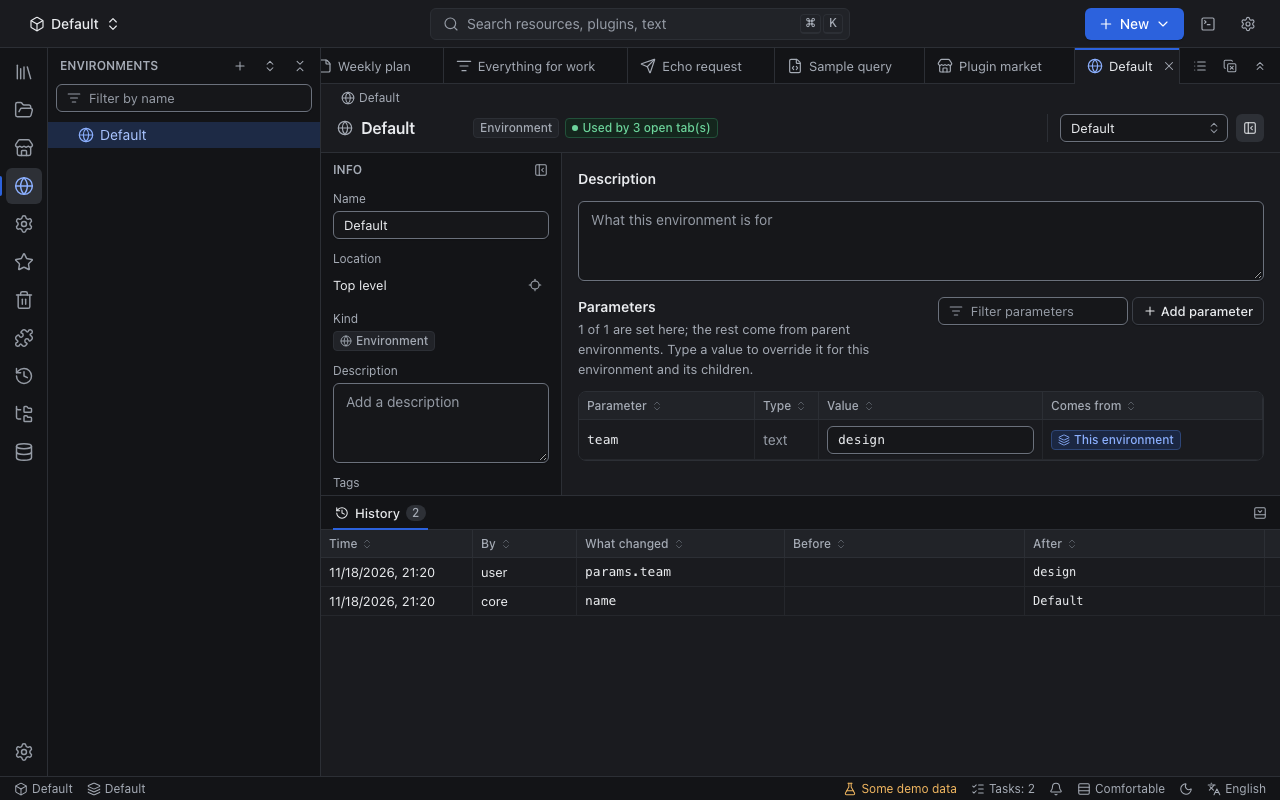 Default
Search resources, plugins, text
⌘ K
New
ENVIRONMENTS
Filter by name
Default
Weekly plan
Everything for work
Echo request
Sample query
Plugin market
Default
Default
Default
Environment
Used by 3 open tab(s)
Default
INFO
Name
Default
Location
Top level
Kind
Environment
Description
Add a description
Tags
Description
What this environment is for
Parameters
1 of 1 are set here; the rest come from parent
environments. Type a value to override it for this
environment and its children.
Filter parameters
Add parameter
Parameter Type Value Comes from
team text design This environment
History 2
Time By What changed Before After
11/18/2026, 21:20 user params.team design
11/18/2026, 21:20 core name Default
Default Default Some demo data Tasks: 2 Comfortable English